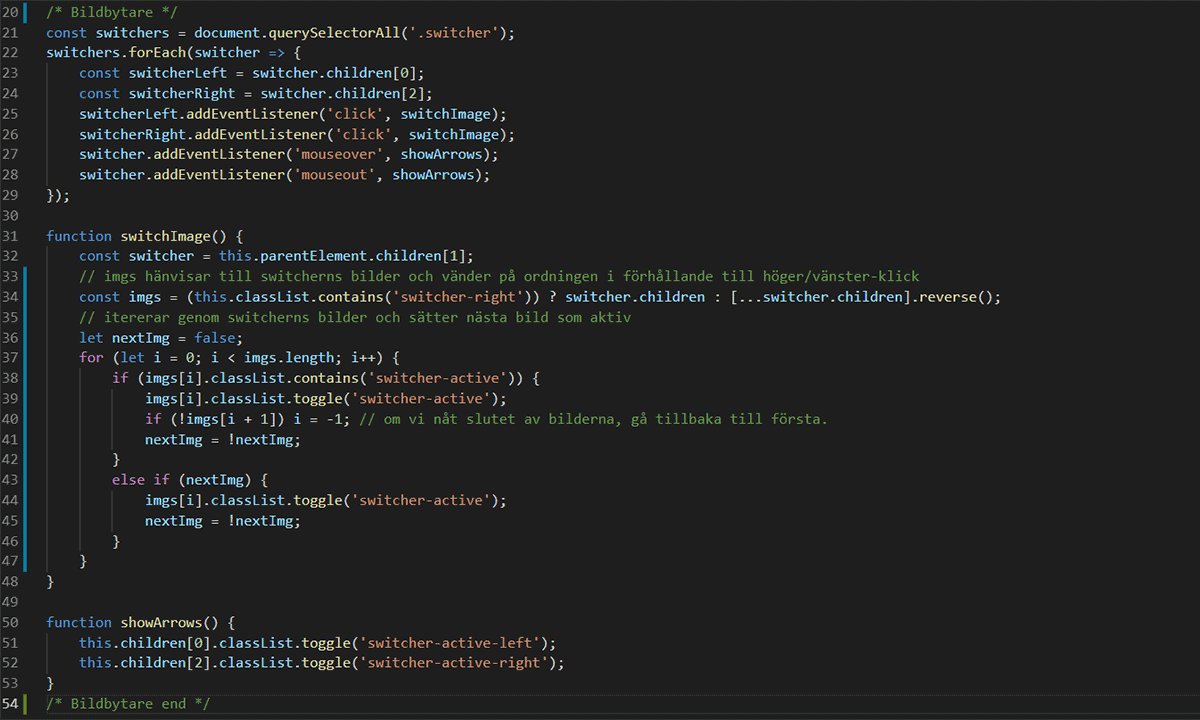 20 /* Bildbytare */
21 const switchers = document.querySelectorAll('.switcher');
22 switchers.forEach(switcher => {
23     const switcherLeft = switcher.children[0];
24     const switcherRight = switcher.children[2];
25     switcherLeft.addEventListener('click', switchImage);
26     switcherRight.addEventListener('click', switchImage);
27     switcher.addEventListener('mouseover', showArrows);
28     switcher.addEventListener('mouseout', showArrows);
29 });
30
31 function switchImage() {
32     const switcher = this.parentElement.children[1];
33     // imgs hänvisar till switcherns bilder och vänder på ordningen i förhållande till höger/vänster-klick
34     const imgs = (this.classList.contains('switcher-right')) ? switcher.children : [...switcher.children].reverse();
35     // itererar genom switcherns bilder och sätter nästa bild som aktiv
36     let nextImg = false;
37     for (let i = 0; i < imgs.length; i++) {
38         if (imgs[i].classList.contains('switcher-active')) {
39             imgs[i].classList.toggle('switcher-active');
40             if (!imgs[i + 1]) i = -1; // om vi nåt slutet av bilderna, gå tillbaka till första.
41             nextImg = !nextImg;
42         }
43         else if (nextImg) {
44             imgs[i].classList.toggle('switcher-active');
45             nextImg = !nextImg;
46         }
47     }
48 }
49
50 function showArrows() {
51     this.children[0].classList.toggle('switcher-active-left');
52     this.children[2].classList.toggle('switcher-active-right');
53 }
54 /* Bildbytare end */